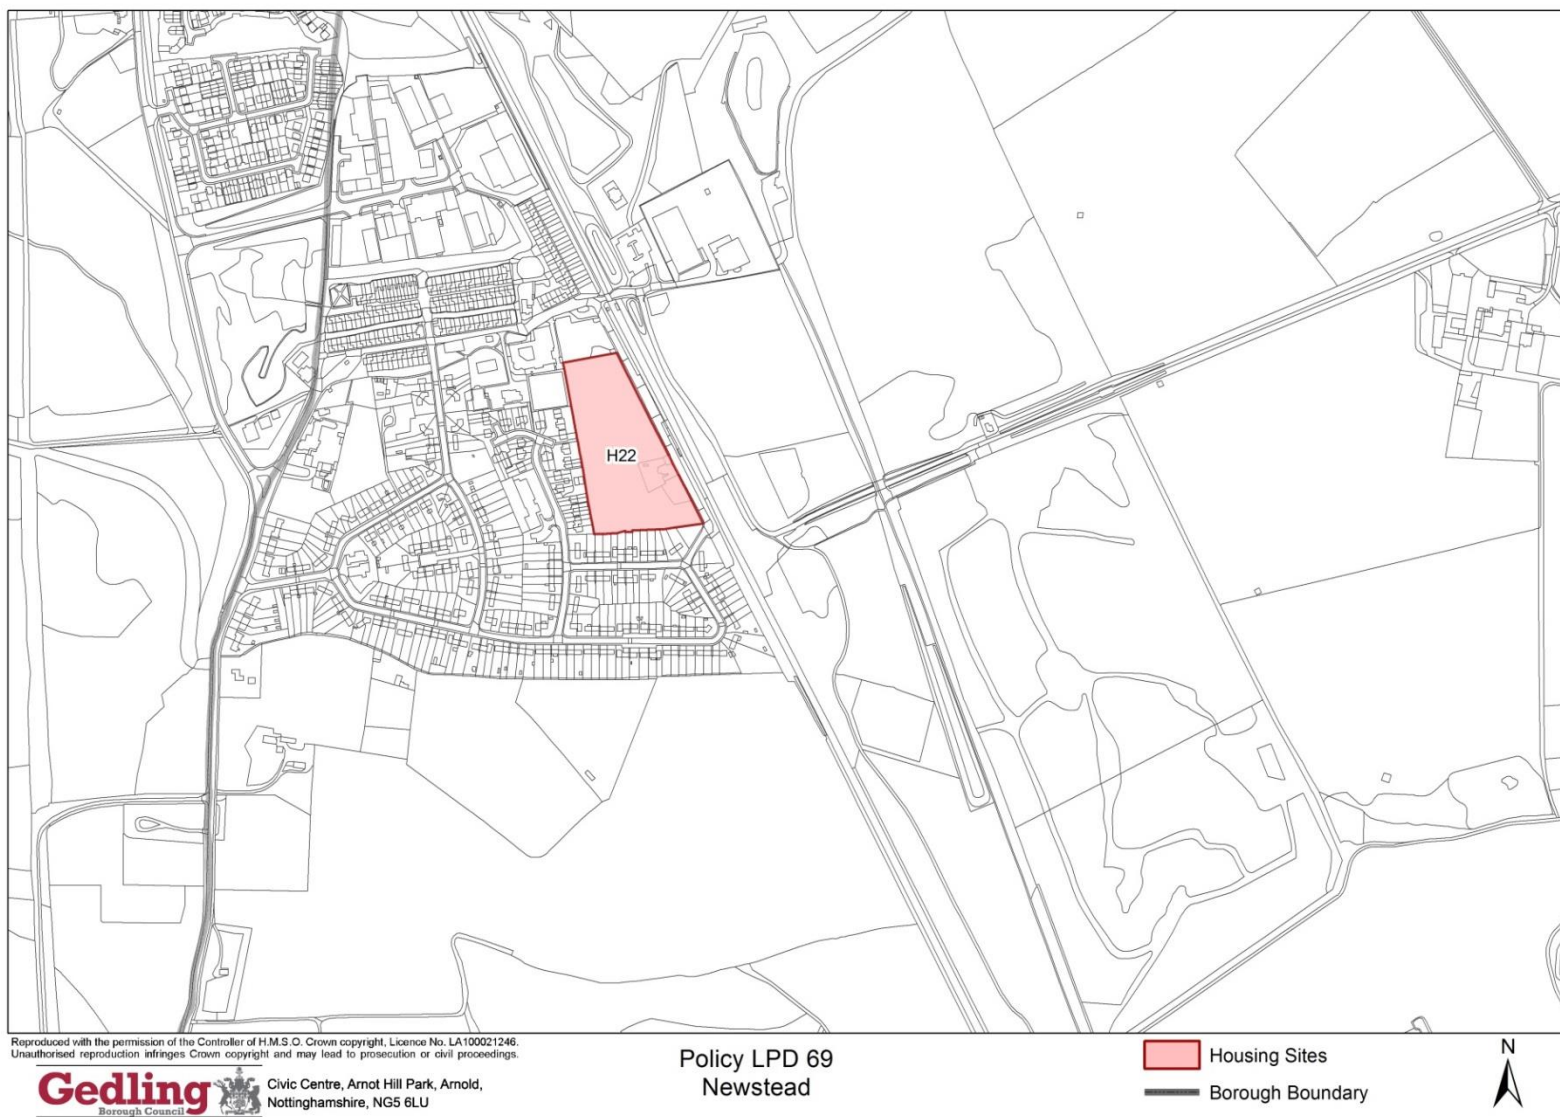 H22
Reproduced with the permission of the Controller of H.M.S.O. Crown copyright, Licence No. LA100021246.
Unauthorised reproduction infringes Crown copyright and may lead to prosecution or civil proceedings.
Gedling
Borough Council
Civic Centre, Arnot Hill Park, Arnold,
Nottinghamshire, NG5 6LU
Policy LPD 69
Newstead
Housing Sites
Borough Boundary
N